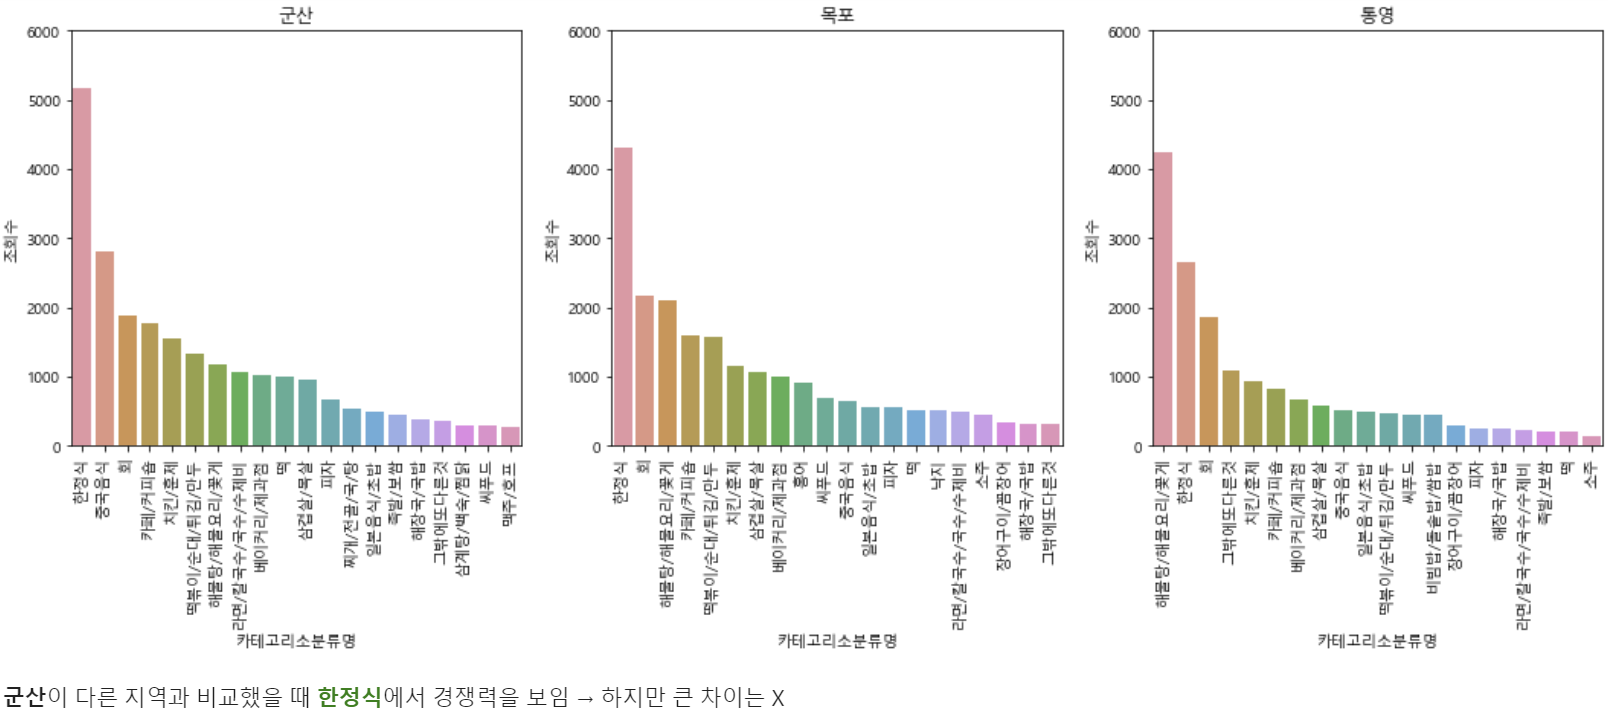 군산
6000
5000
4000
3000
2000
1000
0
조회수
한정식
중국음식
회
카페/커피숍
치킨/훈제
떡볶이/순대/튀김/만두
해물탕/해물요리/꽃게
라면/칼국수/국수/수제비
베이커리/제과점
떡
삼겹살/목살
피자
찌개/전골/국/탕
일본음식/초밥
족발/보쌈
해장국/국밥
그밖에또다른것
삼계탕/백숙/찜닭
씨푸드
맥주/호프
카테고리소분류명
목포
6000
5000
4000
3000
2000
1000
0
조회수
한정식
회
해물탕/해물요리/꽃게
카페/커피숍
떡볶이/순대/튀김/만두
치킨/훈제
삼겹살/목살
베이커리/제과점
홍어
씨푸드
중국음식
일본음식/초밥
피자
떡
낙지
라면/칼국수/국수/수제비
소주
장어구이/꼼장어
해장국/국밥
그밖에또다른것
카테고리소분류명
통영
6000
5000
4000
3000
2000
1000
0
조회수
해물탕/해물요리/꽃게
한정식
회
그밖에또다른것
치킨/훈제
카페/커피숍
베이커리/제과점
삼겹살/목살
중국음식
일본음식/초밥
떡볶이/순대/튀김/만두
씨푸드
비빔밥/돌솥밥/쌈밥
장어구이/꼼장어
피자
해장국/국밥
라면/칼국수/국수/수제비
족발/보쌈
떡
소주
카테고리소분류명
군산이 다른 지역과 비교했을 때 한정식에서 경쟁력을 보임 → 하지만 큰 차이는 X